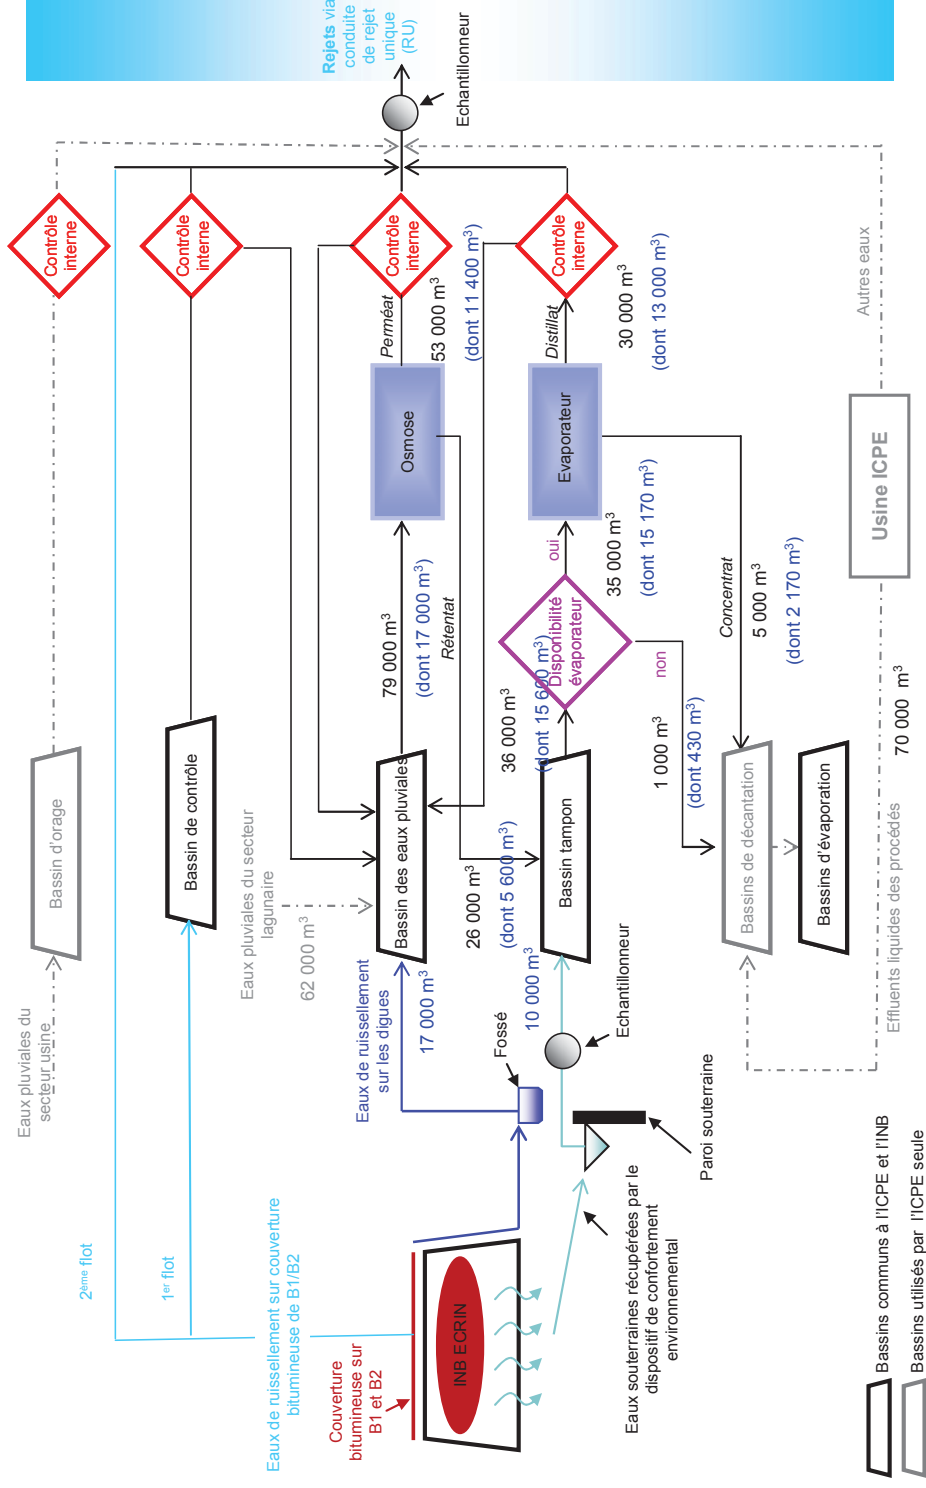 Eaux pluviales du
secteur usine
Bassin d'orage
Contrôle
interne
2ème flot
1er flot
Bassin de contrôle
Contrôle
interne
Rejets via
conduite
de rejet
unique
(RU)
Echantillonneur
Eaux de ruissellement sur couverture
bitumineuse de B1/B2
Eaux pluviales du secteur
lagunaire
62 000 m³
Couverture
bitumineuse sur
B1 et B2
INB ECRIN
Eaux de ruissellement
sur les digues
17 000 m³
Bassin des eaux pluviales
79 000 m³
(dont 17 000 m³)
Osmose
Perméat
53 000 m³
(dont 11 400 m³)
Contrôle
interne
Rétentat
26 000 m³
(dont 5 600 m³)
Fossé
10 000 m³
Echantillonneur
Bassin tampon
36 000 m³
(dont 15 600 m³)
Disponibilité
évaporateur
oui
non
35 000 m³
(dont 15 170 m³)
Evaporateur
Distillat
30 000 m³
(dont 13 000 m³)
Contrôle
interne
Eaux souterraines récupérées par le
dispositif de confortement
environnemental
Paroi souterraine
1 000 m³
(dont 430 m³)
Concentrat
5 000 m³
(dont 2 170 m³)
Bassins de décantation
Bassins d'évaporation
Effluents liquides des procédés
70 000 m³
Usine ICPE
Autres eaux
Bassins communs à l'ICPE et l'INB
Bassins utilisés par l'ICPE seule